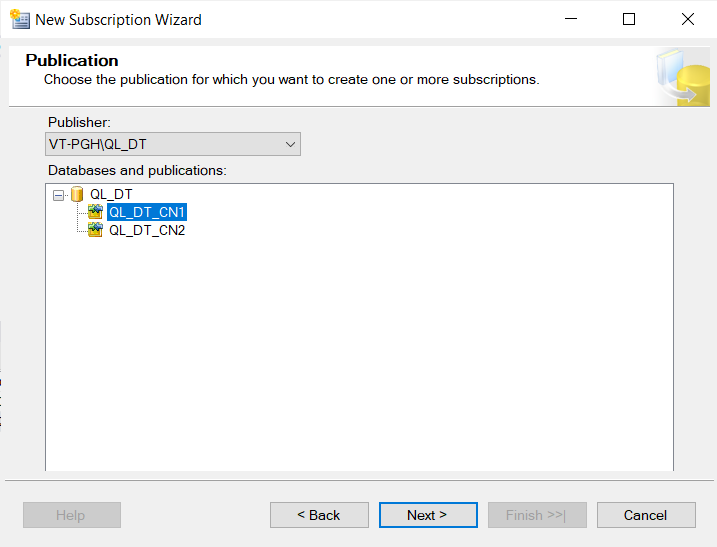 New Subscription Wizard
Publication
Choose the publication for which you want to create one or more subscriptions.
Publisher:
VT-PGH\QL_DT
Databases and publications:
QL_DT
QL_DT_CN1
QL_DT_CN2
Help
< Back
Next >
Finish >>|
Cancel